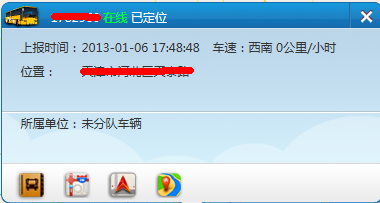 在线 已定位
上报时间：2013-01-06 17:48:48 车速：西南 0公里/小时
位置：
所属单位：未分队车辆